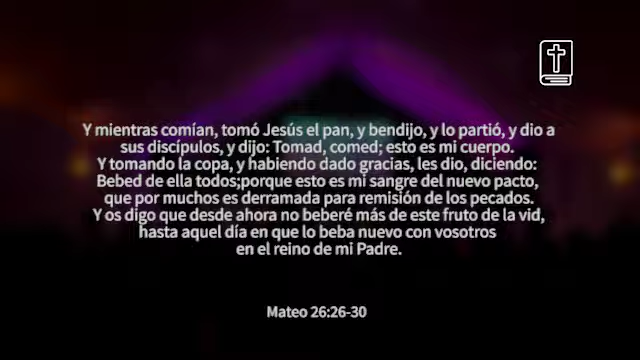 Y mientras comían, tomó Jesús el pan, y bendijo, y lo partió, y dio a
sus discípulos, y dijo: Tomad, comed; esto es mi cuerpo.
Y tomando la copa, y habiendo dado gracias, les dio, diciendo:
Bebed de ella todos;porque esto es mi sangre del nuevo pacto,
que por muchos es derramada para remisión de los pecados.
Y os digo que desde ahora no beberé más de este fruto de la vid,
hasta aquel día en que lo beba nuevo con vosotros
en el reino de mi Padre.
Mateo 26:26-30